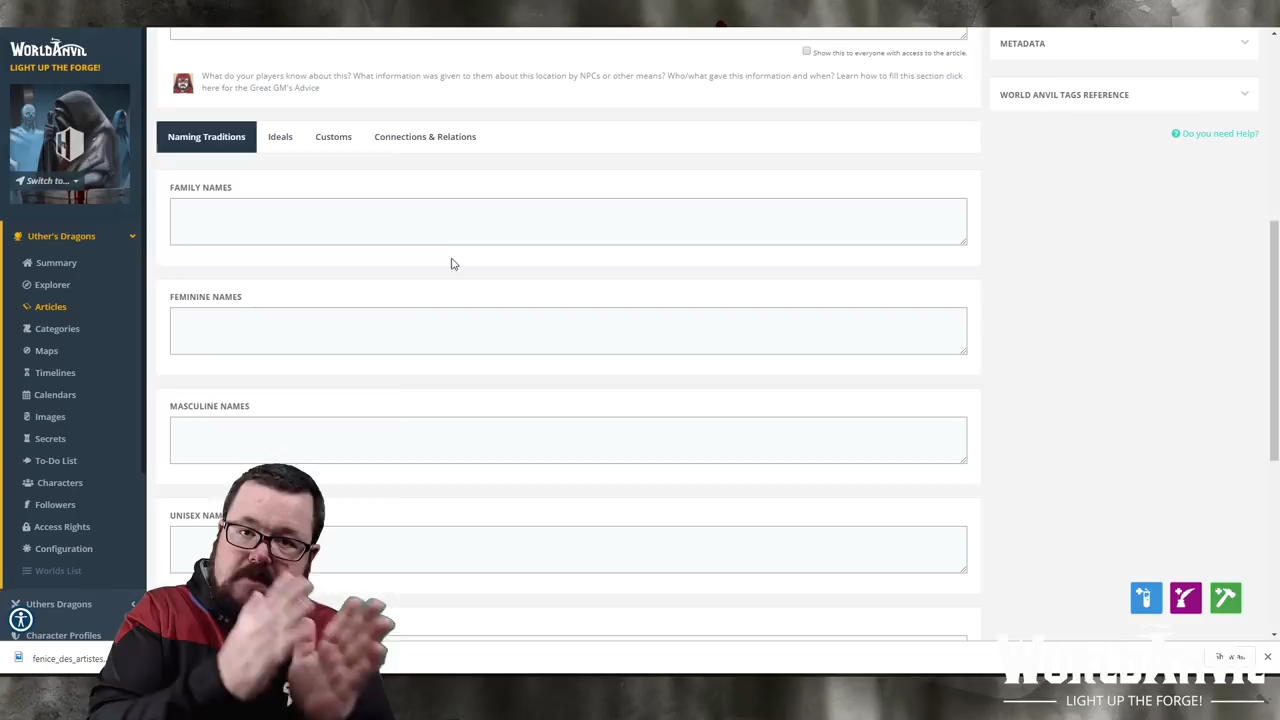 WORLDANVIL
LIGHT UP THE FORGE!
Switch to...
Uther's Dragons
Summary
Explorer
Articles
Categories
Maps
Timelines
Calendars
Images
Secrets
To-Do List
Characters
Followers
Access Rights
Configuration
Worlds List
Uthers Dragons
Character Profiles
Show this to everyone with access to the article.
What do your players know about this? What information was given to them about this location by NPCs or other means? Who/what gave this information and when? Learn how to fill this section click
here for the Great GM's Advice
Naming Traditions
Ideals
Customs
Connections & Relations
FAMILY NAMES
FEMININE NAMES
MASCULINE NAMES
UNISEX NAM
METADATA
WORLD ANVIL TAGS REFERENCE
Do you need Help?
fenice_des_artistes...
WORLDANVIL
LIGHT UP THE FORGE!